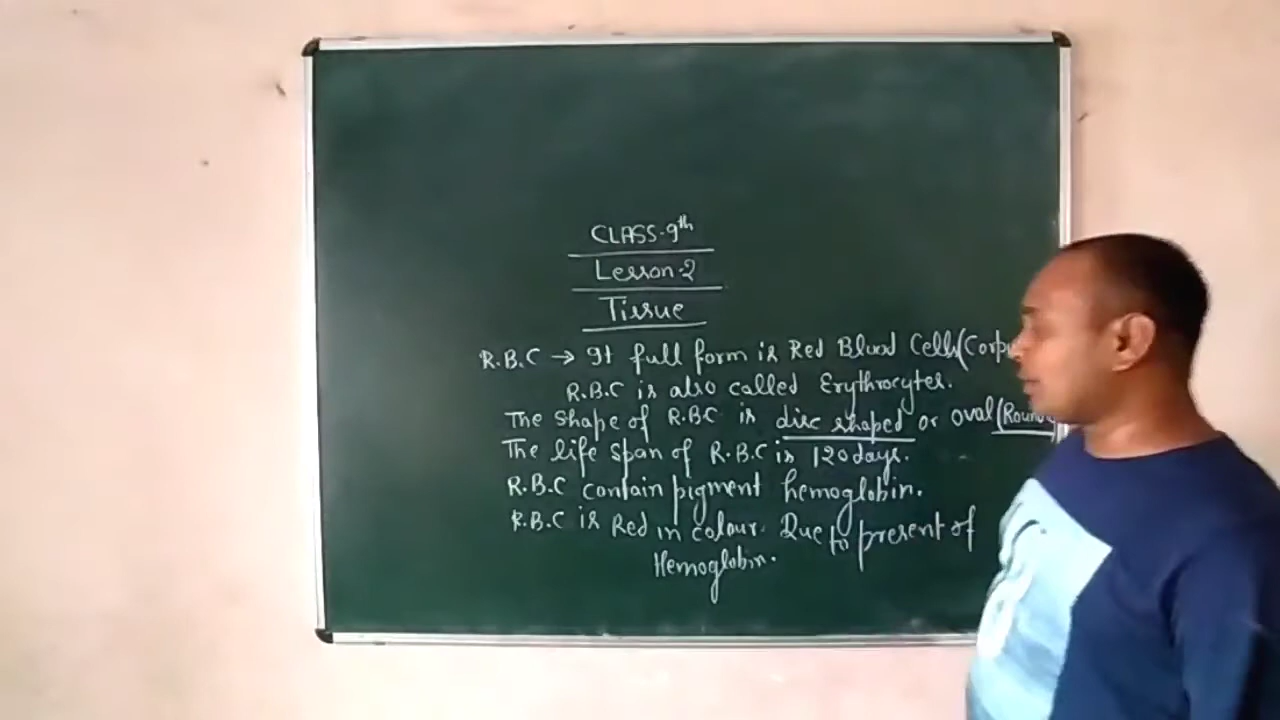 CLASS-9th
Lesson-2
Tissue
R.B.C → It full form is Red Blood Cells (Corpu
R.B.C is also called Erythrocytes.
The shape of R.B.C is disc shaped or oval (Round
The life span of R.B.C is 120 days.
R.B.C contain pigment hemoglobin.
R.B.C is Red in colour. Due to present of
Hemoglobin.